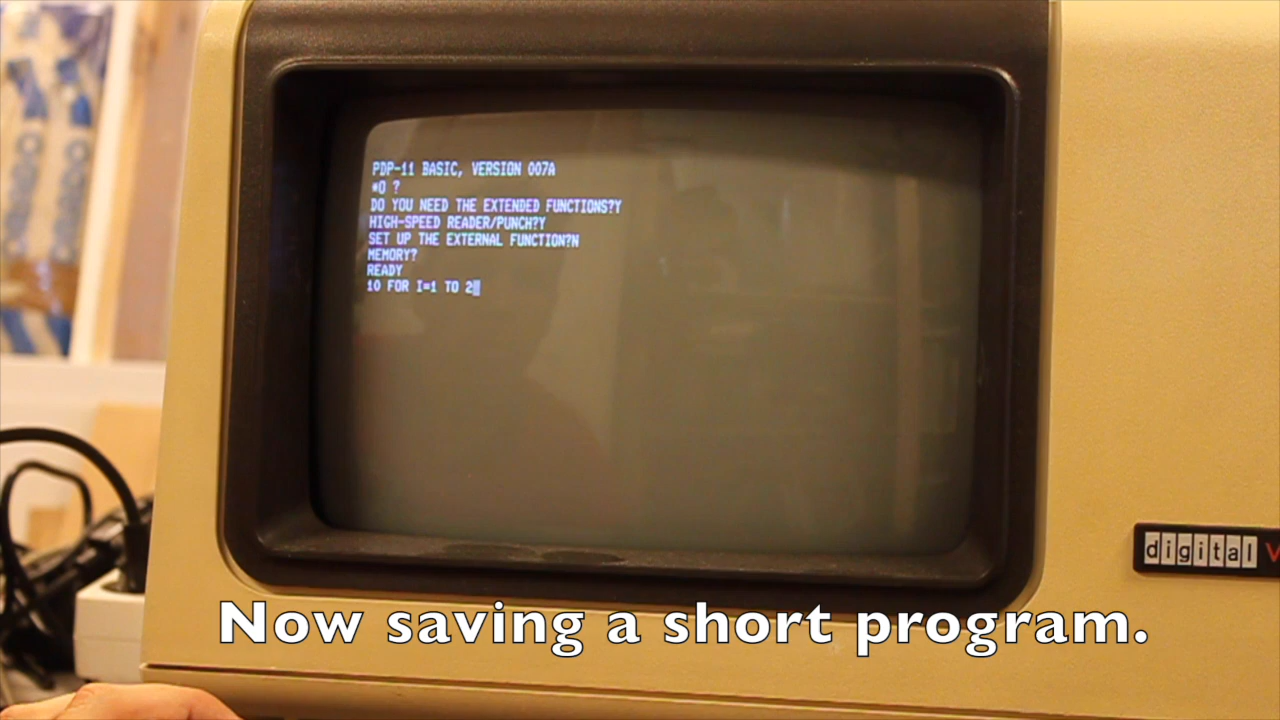 PDP-11 BASIC, VERSION 007A
*O ?
DO YOU NEED THE EXTENDED FUNCTIONS?Y
HIGH-SPEED READER/PUNCH?Y
SET UP THE EXTERNAL FUNCTION?N
MEMORY?
READY
10 FOR I=1 TO 2
digital V
Now saving a short program.